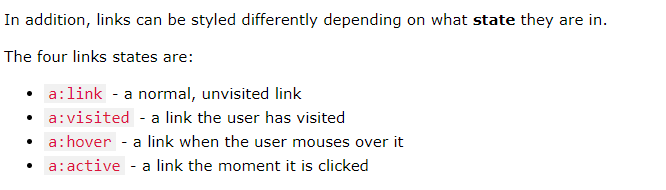 In addition, links can be styled differently depending on what state they are in.
The four links states are:
• a:link - a normal, unvisited link
• a:visited - a link the user has visited
• a:hover - a link when the user mouses over it
• a:active - a link the moment it is clicked